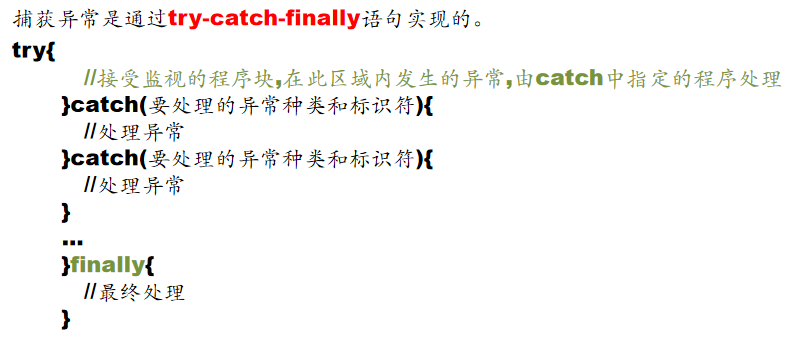 捕获异常是通过try-catch-finally语句实现的。
try{
//接受监视的程序块,在此区域内发生的异常,由catch中指定的程序处理
}catch(要处理的异常种类和标识符){
//处理异常
}catch(要处理的异常种类和标识符){
//处理异常
}
...
}finally{
//最终处理
}